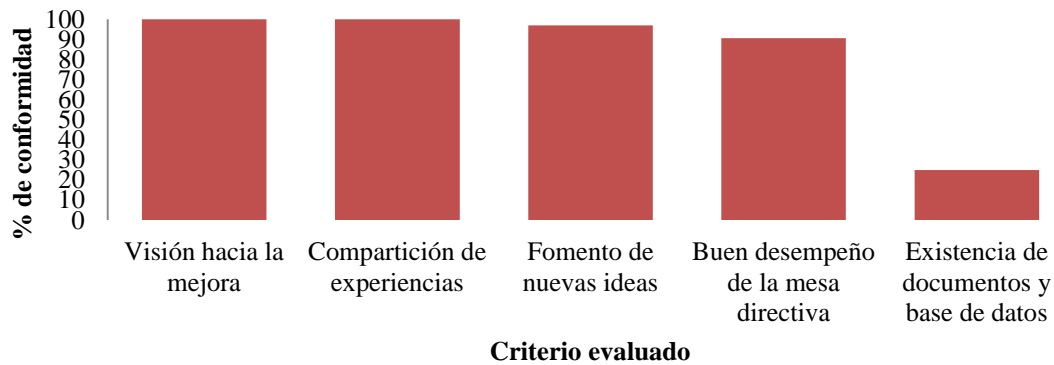 % de conformidad
100
90
80
70
60
50
40
30
20
10
0
Visión hacia la
mejora
Compartición de
experiencias
Fomento de
nuevas ideas
Buen desempeño
de la mesa
directiva
Existencia de
documentos y
base de datos
Criterio evaluado